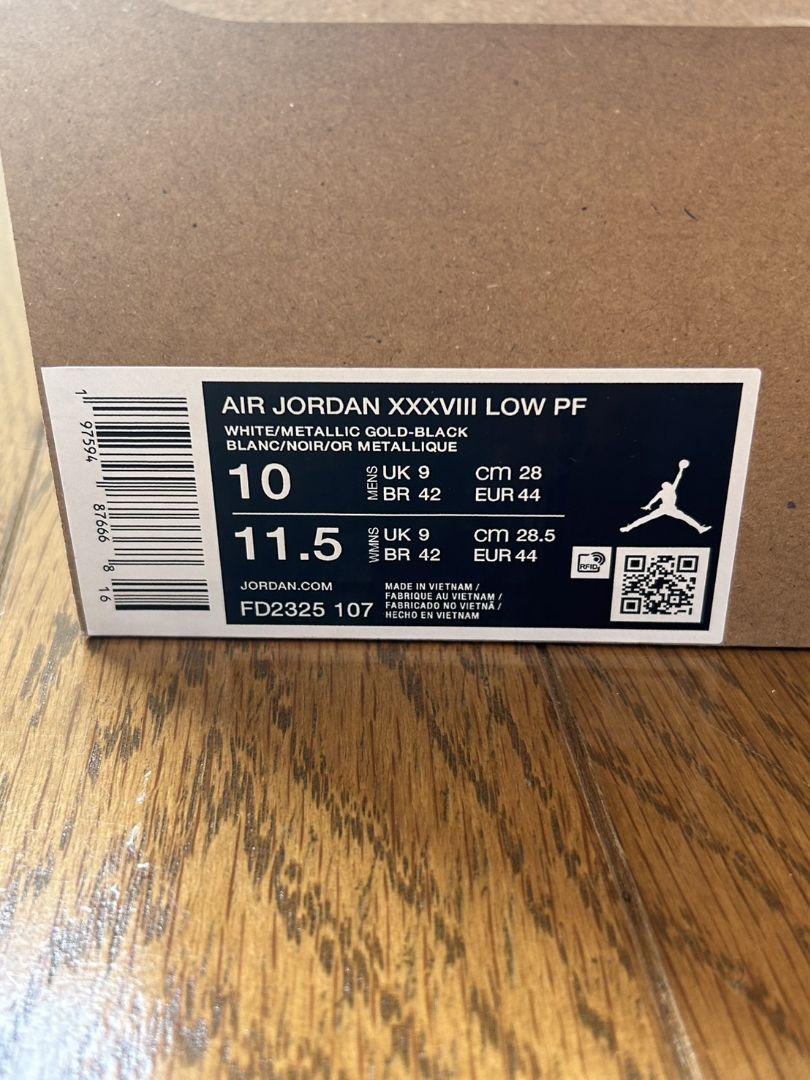 AIR JORDAN XXXVIII LOW PF
WHITE/METALLIC GOLD-BLACK
BLANC/NOIR/OR METALLIQUE
10 MENS UK 9 cm 28
BR 42 EUR 44
11.5 WMNS UK 9 cm 28.5
BR 42 EUR 44
JORDAN.COM
FD2325 107
MADE IN VIETNAM /
FABRIQUE AU VIETNAM /
FABRICADO NO VIETNÃ /
HECHO EN VIETNAM
RFID
1 97594 87666 8 16